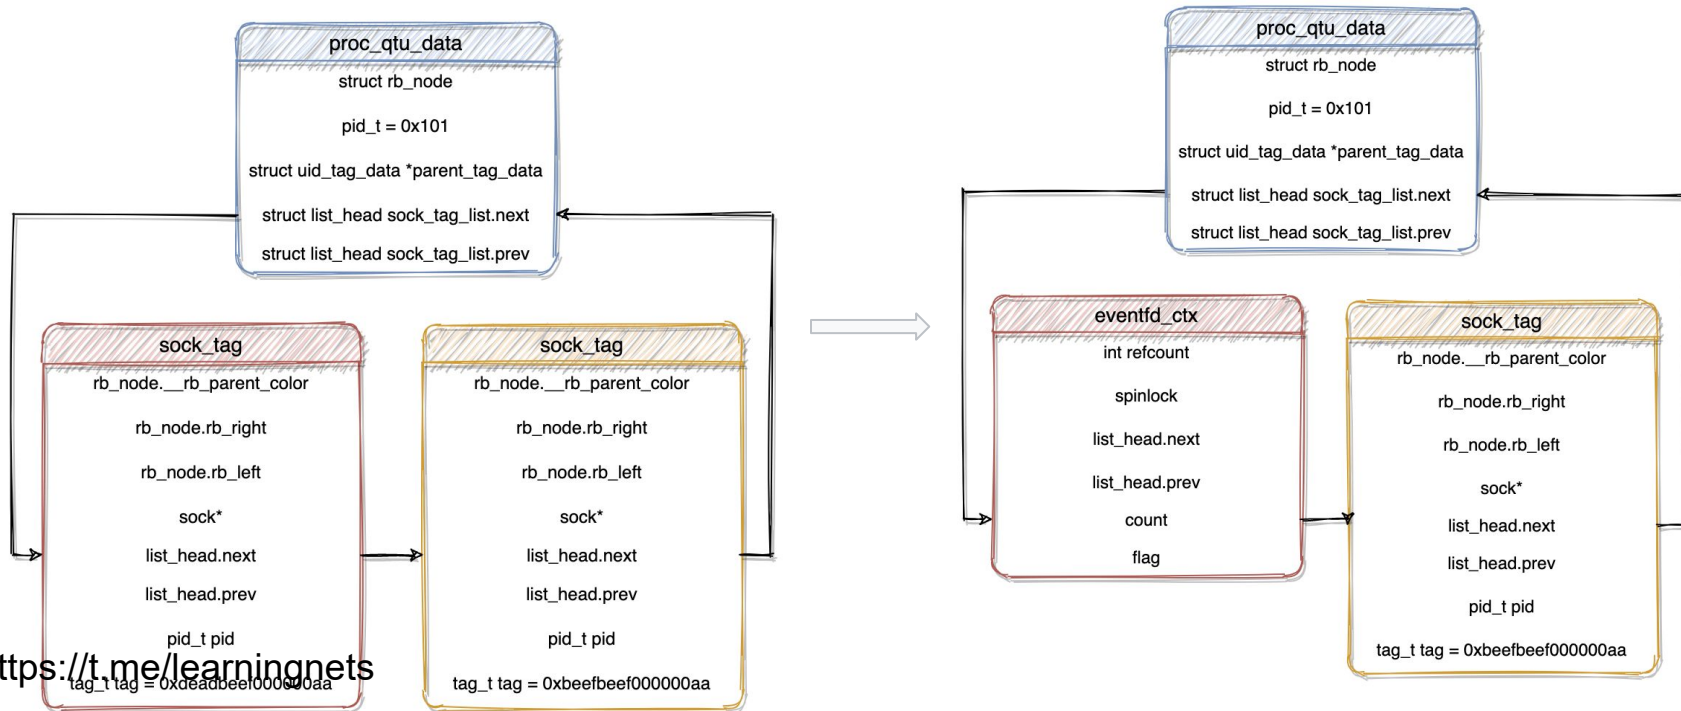 proc_qtu_data
struct rb_node
pid_t = 0x101
struct uid_tag_data *parent_tag_data
struct list_head sock_tag_list.next
struct list_head sock_tag_list.prev
sock_tag
rb_node.__rb_parent_color
rb_node.rb_right
rb_node.rb_left
sock*
list_head.next
list_head.prev
pid_t pid
tag_t tag = 0xdeadbeef000000aa
sock_tag
rb_node.__rb_parent_color
rb_node.rb_right
rb_node.rb_left
sock*
list_head.next
list_head.prev
pid_t pid
tag_t tag = 0xbeefbeef000000aa
ttps://t.me/learningnets
proc_qtu_data
struct rb_node
pid_t = 0x101
struct uid_tag_data *parent_tag_data
struct list_head sock_tag_list.next
struct list_head sock_tag_list.prev
eventfd_ctx
int refcount
spinlock
list_head.next
list_head.prev
count
flag
sock_tag
rb_node.__rb_parent_color
rb_node.rb_right
rb_node.rb_left
sock*
list_head.next
list_head.prev
pid_t pid
tag_t tag = 0xbeefbeef000000aa